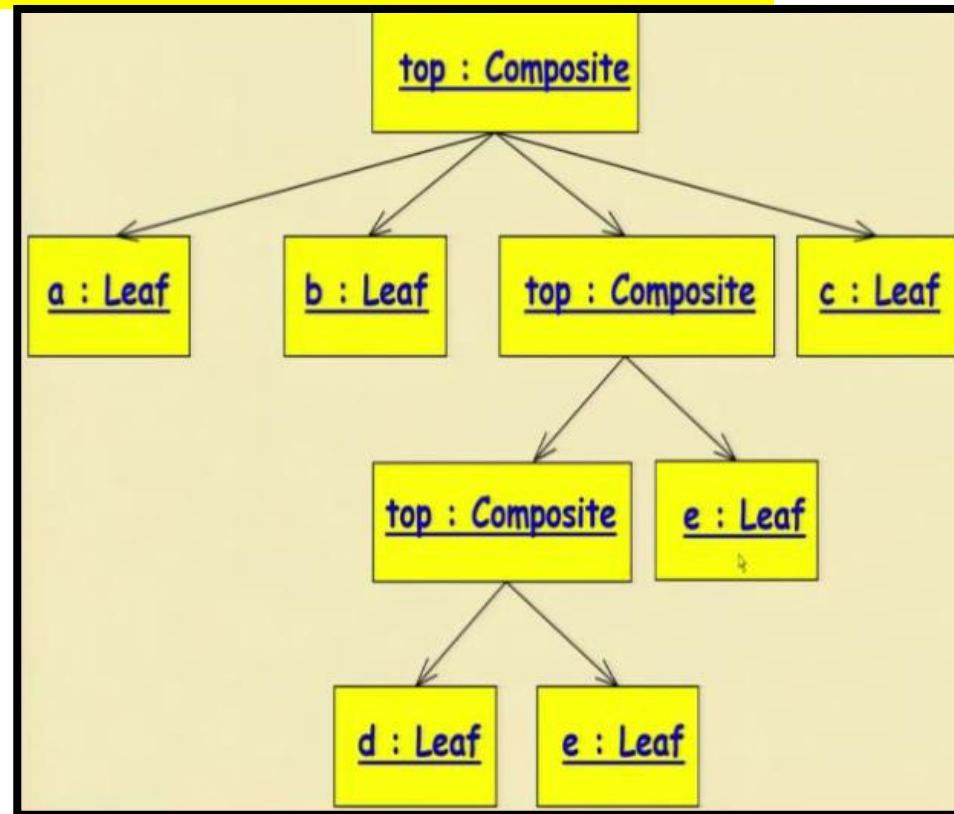 top : Composite
a : Leaf
b : Leaf
top : Composite
c : Leaf
top : Composite
e : Leaf
d : Leaf
e : Leaf